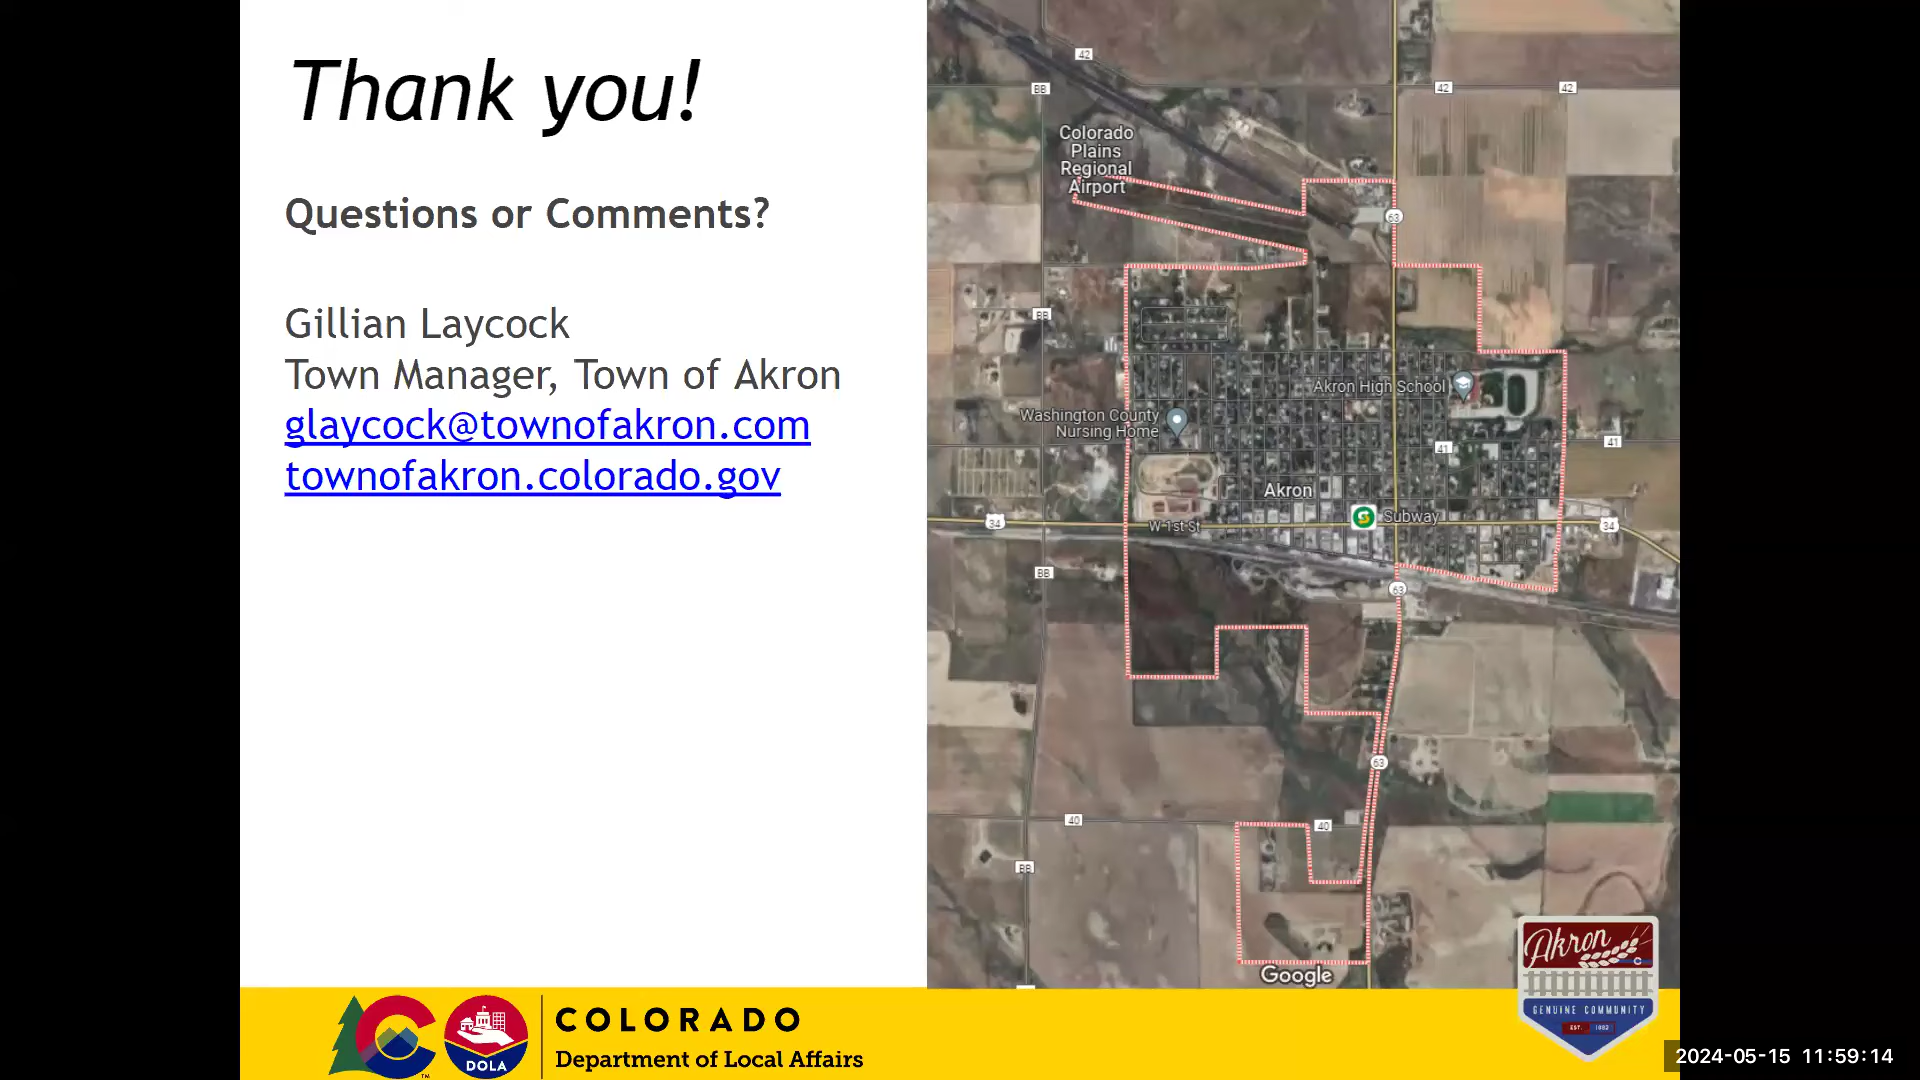 Thank you!
Questions or Comments?
Gillian Laycock
Town Manager, Town of Akron
glaycock@townofakron.com
townofakron.colorado.gov
42
BB
42
42
Colorado
Plains
Regional
Airport
63
BB
Akron High School
Washington County
Nursing Home
41
41
Akron
Subway
34
W 1st St
34
BB
63
63
40
40
BB
Google
Akron
GENUINE COMMUNITY
EST. 1882
DOLA
TM
COLORADO
Department of Local Affairs
2024-05-15 11:59:14